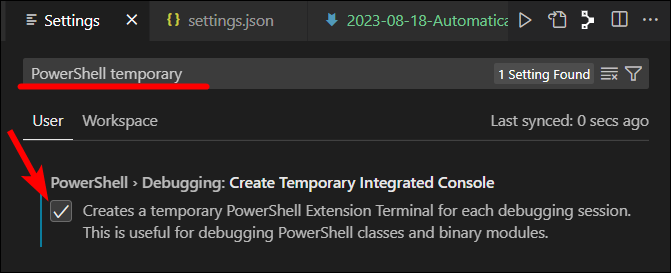 Settings settings.json 2023-08-18-Automatica
PowerShell temporary 1 Setting Found
User Workspace Last synced: 0 secs ago
PowerShell › Debugging: Create Temporary Integrated Console
Creates a temporary PowerShell Extension Terminal for each debugging session.
This is useful for debugging PowerShell classes and binary modules.